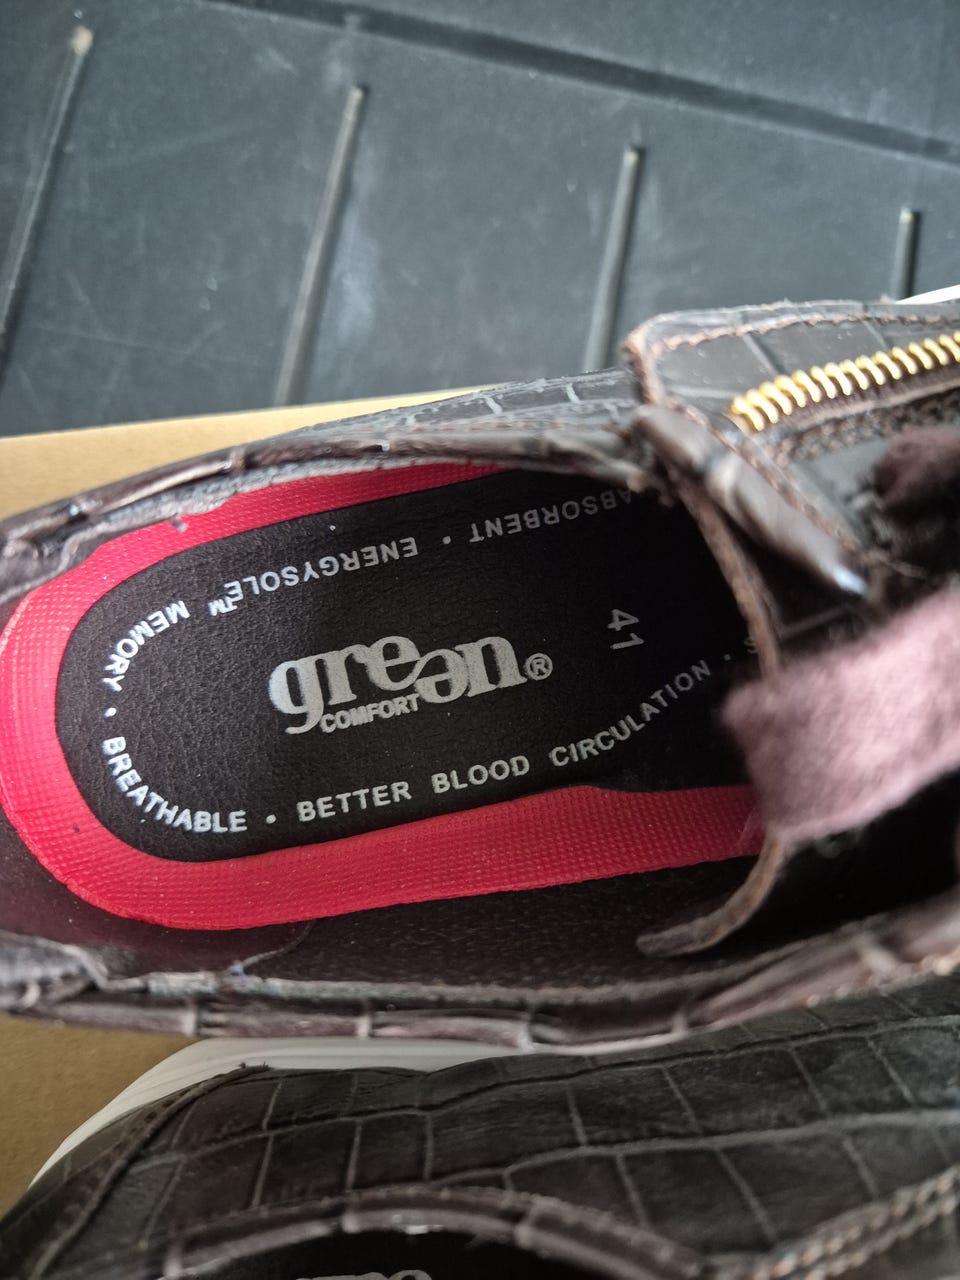 green®
COMFORT
41
ABSORBENT • ENERGYSOLE™ MEMORY • BREATHABLE • BETTER BLOOD CIRCULATION •